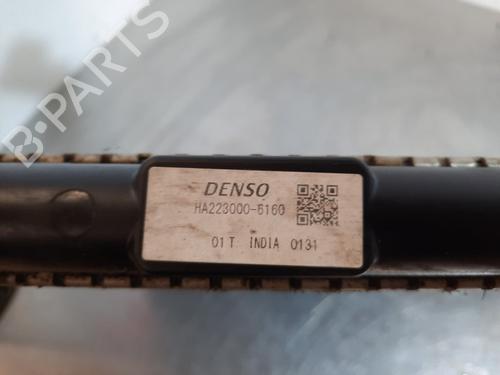 B-PARTS
DENSO
HA223000-6160
01T INDIA 0131